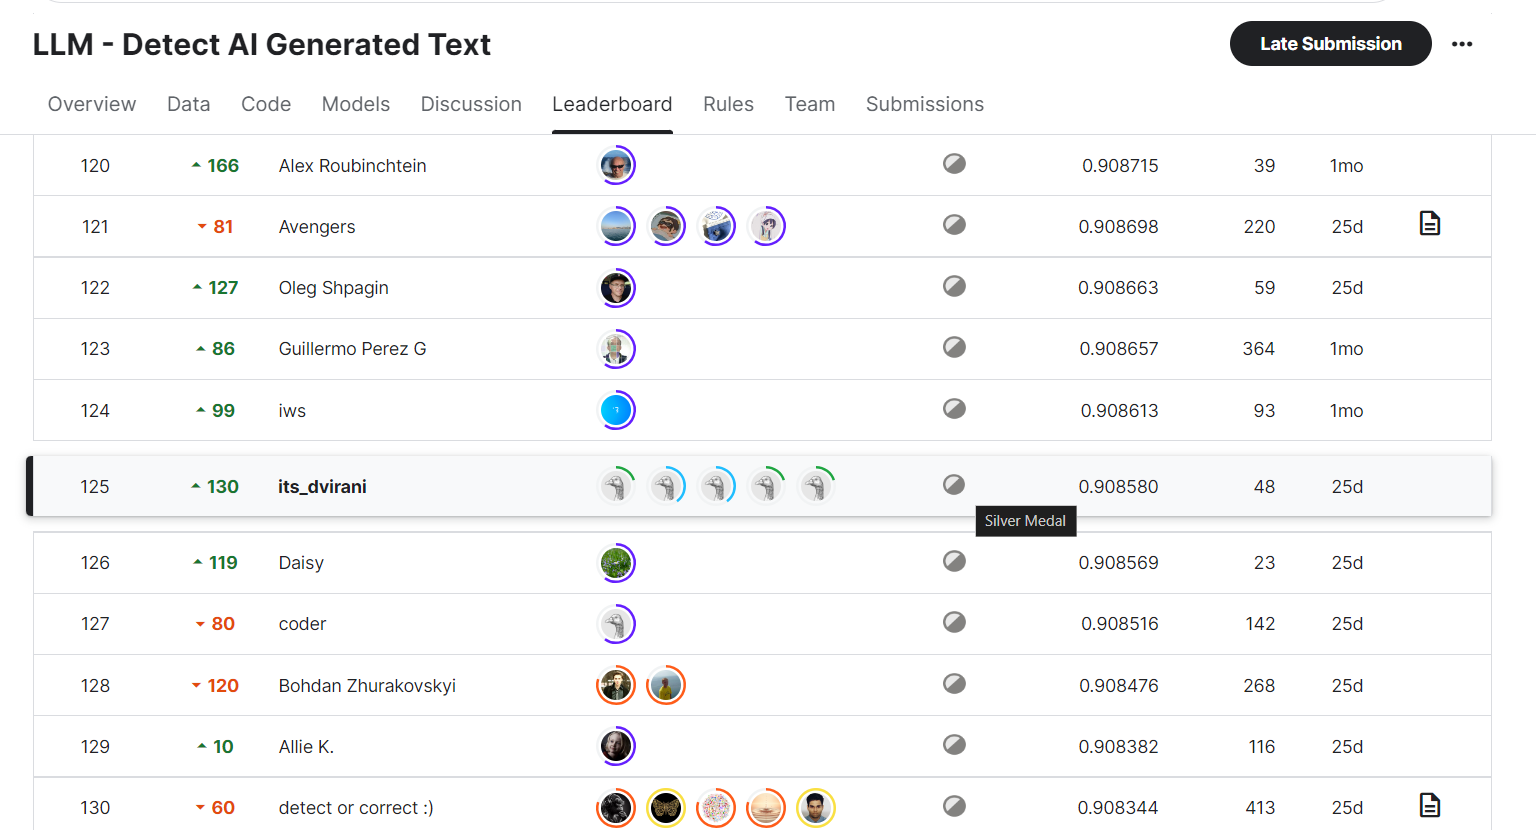 LLM - Detect AI Generated Text
Late Submission
Overview Data Code Models Discussion Leaderboard Rules Team Submissions
120 166 Alex Roubinchtein 0.908715 39 1mo
121 81 Avengers 0.908698 220 25d
122 127 Oleg Shpagin 0.908663 59 25d
123 86 Guillermo Perez G 0.908657 364 1mo
124 99 iws 0.908613 93 1mo
125 130 its_dvirani 0.908580 48 25d
Silver Medal
126 119 Daisy 0.908569 23 25d
127 80 coder 0.908516 142 25d
128 120 Bohdan Zhurakovskyi 0.908476 268 25d
129 10 Allie K. 0.908382 116 25d
130 60 detect or correct :) 0.908344 413 25d